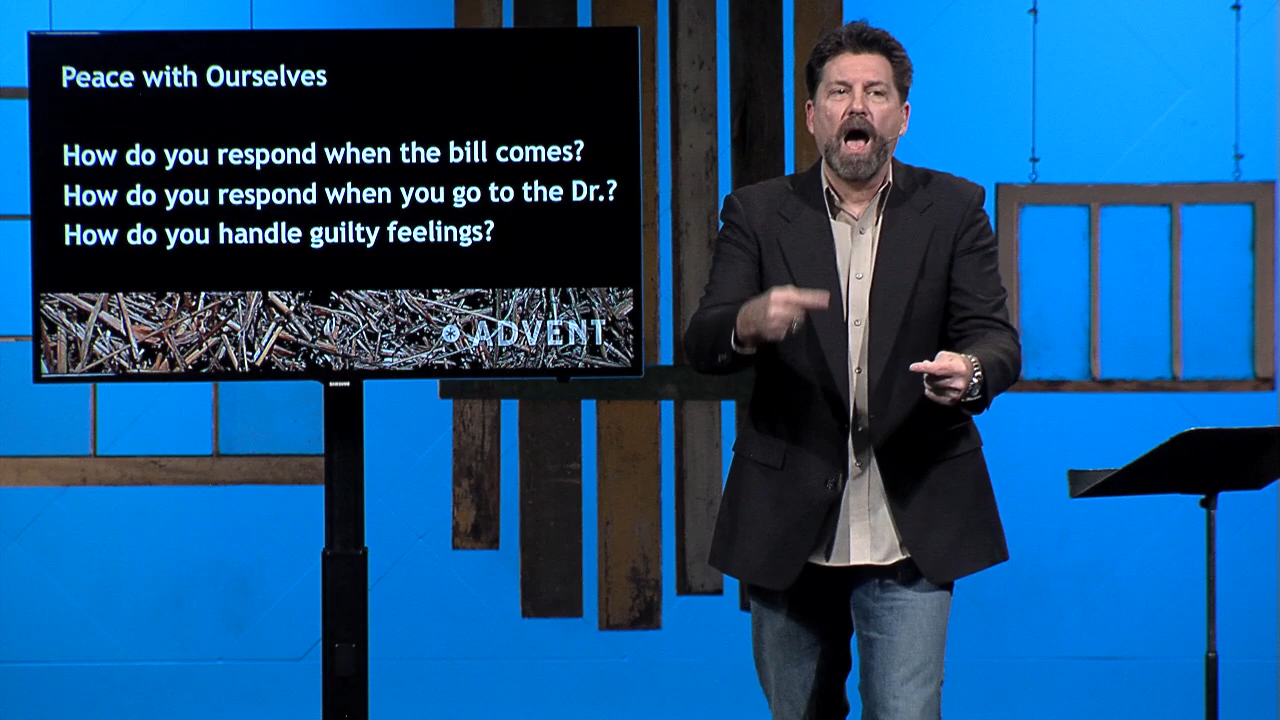 Peace with Ourselves
How do you respond when the bill comes?
How do you respond when you go to the Dr.?
How do you handle guilty feelings?
ADVENT
SAMSUNG